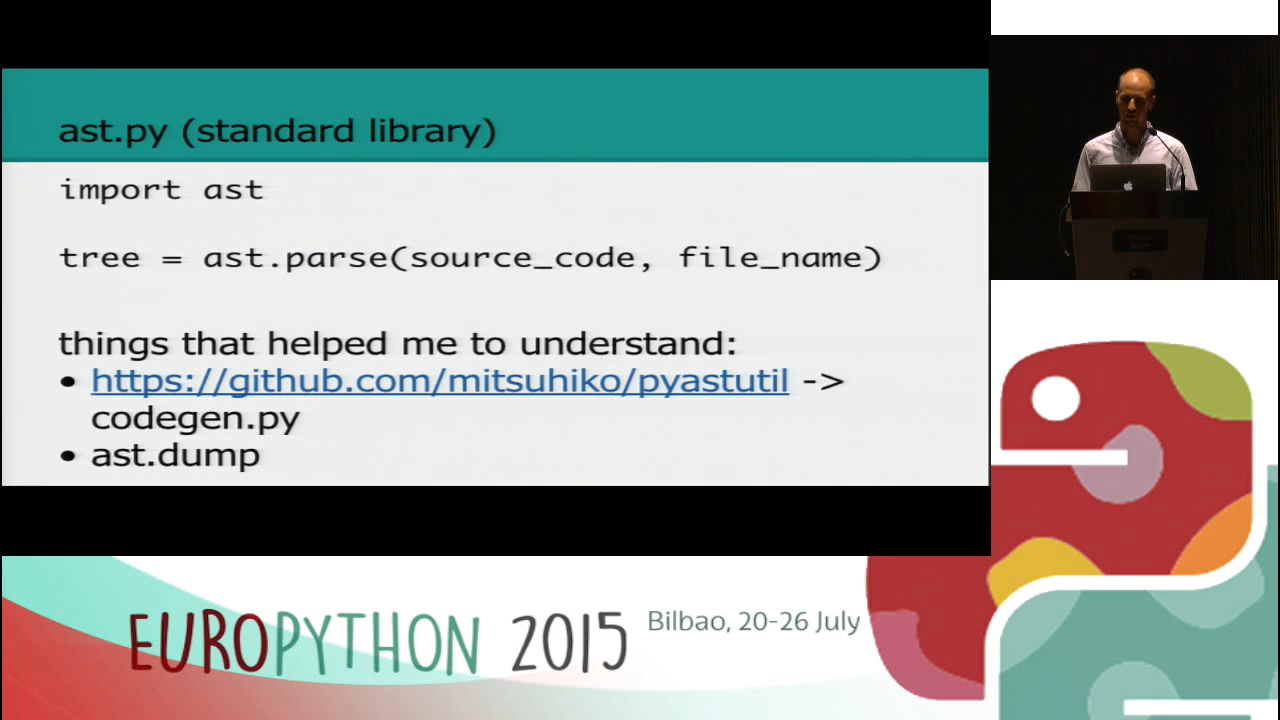 ast.py (standard library)
import ast
tree = ast.parse(source_code, file_name)
things that helped me to understand:
• https://github.com/mitsuhiko/pyastutil ->
codegen.py
• ast.dump
EUROPYTHON 2015
Bilbao, 20-26 July